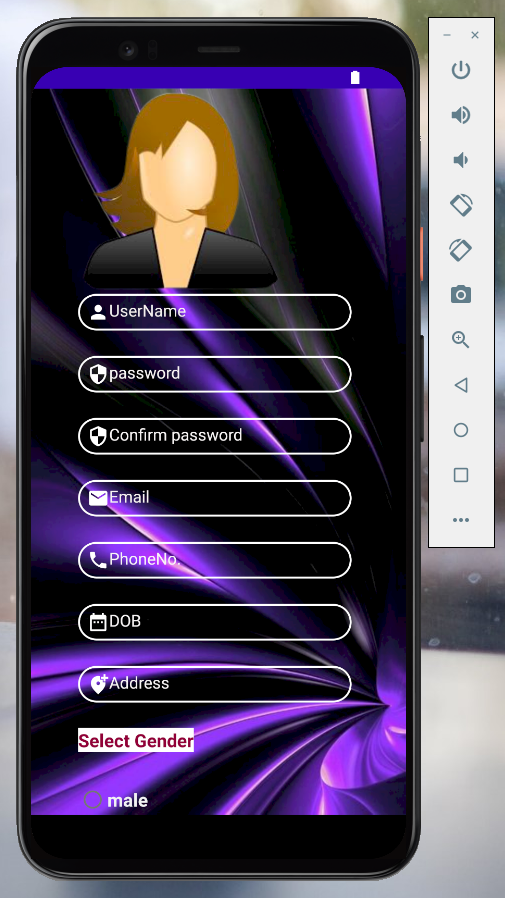 UserName
password
Confirm password
Email
PhoneNo.
DOB
Address
Select Gender
male